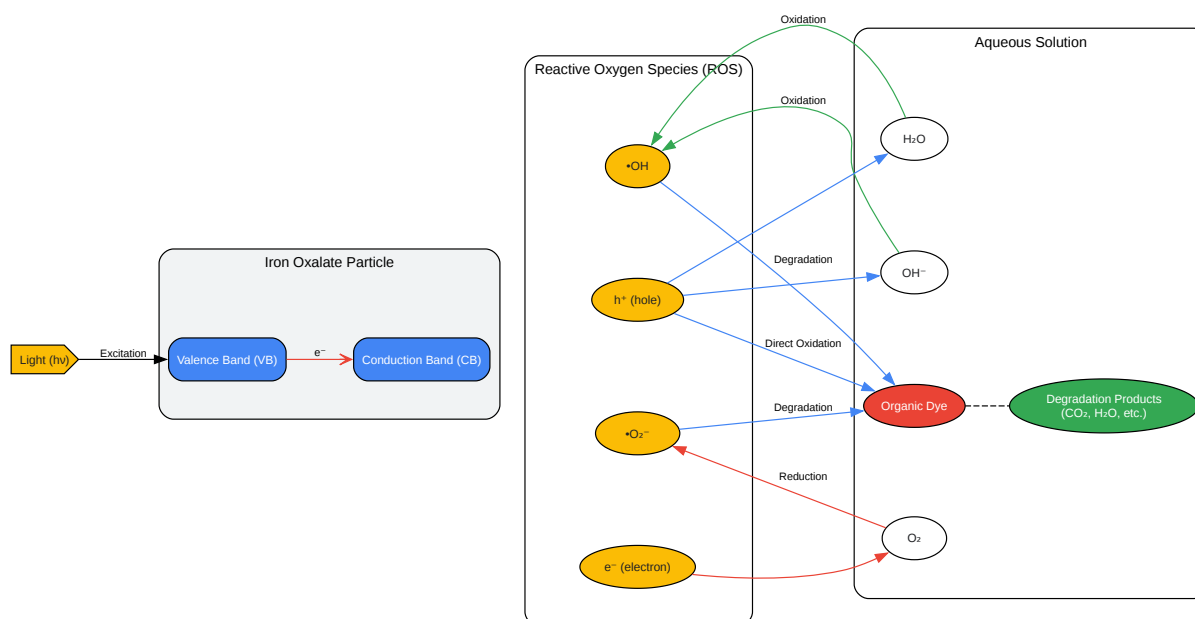 Oxidation
Aqueous Solution
Reactive Oxygen Species (ROS)
Oxidation
H₂O
•OH
Degradation
Iron Oxalate Particle
OH⁻
h⁺ (hole)
Direct Oxidation
Light (hν)
Excitation
Valence Band (VB)
e⁻
Conduction Band (CB)
Organic Dye
Degradation Products
(CO₂, H₂O, etc.)
Degradation
•O₂⁻
Reduction
O₂
e⁻ (electron)